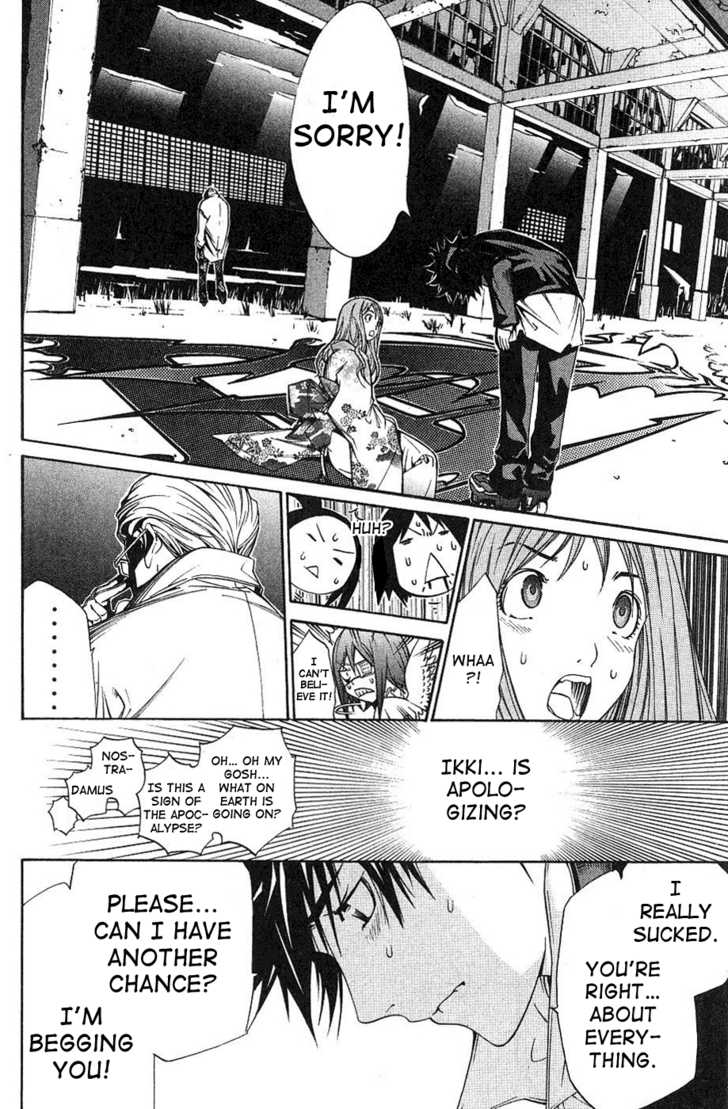 I'M
SORRY!
WHAA
?!
HUH?
I
CAN'T
BELI-
EVE IT!
.......
IKKI... IS
APOLO-
GIZING?
OH... OH MY
GOSH...
WHAT ON
EARTH IS
GOING ON?
IS THIS A
SIGN OF
THE APOC-
ALYPSE?
NOS-
TRA-
DAMUS
I
REALLY
SUCKED.
YOU'RE
RIGHT...
ABOUT
EVERY-
THING.
PLEASE...
CAN I HAVE
ANOTHER
CHANCE?
I'M
BEGGING
YOU!